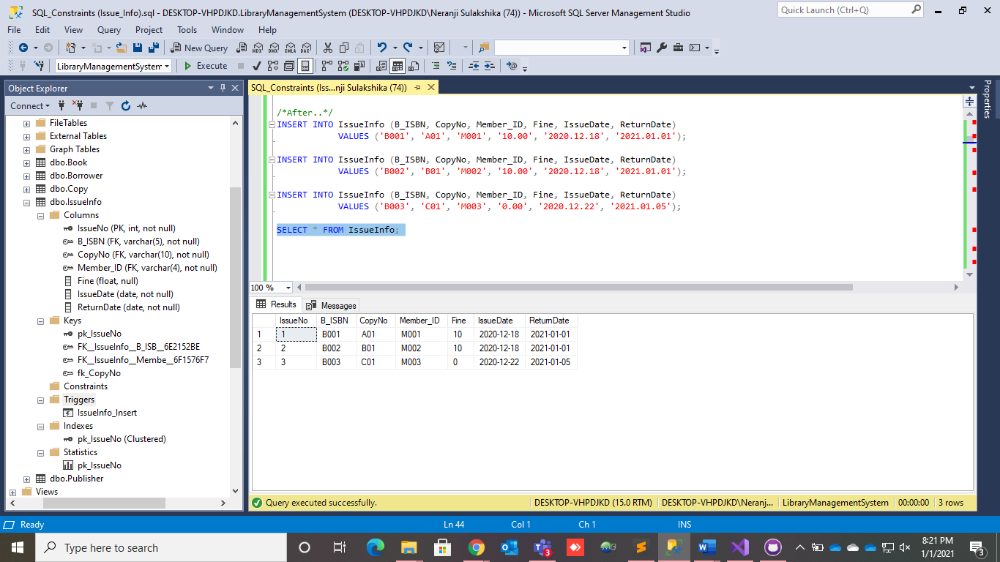 SQL_Constraints (Issue_Info).sql - DESKTOP-VHPDJKD.LibraryManagementSystem (DESKTOP-VHPDJKD\Neranji Sulakshika (74)) - Microsoft SQL Server Management Studio
Quick Launch (Ctrl+Q)
File Edit View Query Project Tools Window Help
New Query MDX DMX XMLA DAX
LibraryManagementSystem Execute
Object Explorer
Connect
FileTables
External Tables
Graph Tables
dbo.Book
dbo.Borrower
dbo.Copy
dbo.IssueInfo
Columns
IssueNo (PK, int, not null)
B_ISBN (FK, varchar(5), not null)
CopyNo (FK, varchar(10), not null)
Member_ID (FK, varchar(4), not null)
Fine (float, null)
IssueDate (date, not null)
ReturnDate (date, not null)
Keys
pk_IssueNo
FK__IssueInfo__B_ISB__6E2152BE
FK__IssueInfo__Membe__6F1576F7
fk_CopyNo
Constraints
Triggers
IssueInfo_Insert
Indexes
pk_IssueNo (Clustered)
Statistics
pk_IssueNo
dbo.Publisher
Views
SQL_Constraints (Iss...nji Sulakshika (74))
/*After..*/
INSERT INTO IssueInfo (B_ISBN, CopyNo, Member_ID, Fine, IssueDate, ReturnDate)
VALUES ('B001', 'A01', 'M001', '10.00', '2020.12.18', '2021.01.01');
INSERT INTO IssueInfo (B_ISBN, CopyNo, Member_ID, Fine, IssueDate, ReturnDate)
VALUES ('B002', 'B01', 'M002', '10.00', '2020.12.18', '2021.01.01');
INSERT INTO IssueInfo (B_ISBN, CopyNo, Member_ID, Fine, IssueDate, ReturnDate)
VALUES ('B003', 'C01', 'M003', '0.00', '2020.12.22', '2021.01.05');
SELECT * FROM IssueInfo;
100 %
Results Messages
IssueNo B_ISBN CopyNo Member_ID Fine IssueDate ReturnDate
1 1 B001 A01 M001 10 2020-12-18 2021-01-01
2 2 B002 B01 M002 10 2020-12-18 2021-01-01
3 3 B003 C01 M003 0 2020-12-22 2021-01-05
Query executed successfully. DESKTOP-VHPDJKD (15.0 RTM) DESKTOP-VHPDJKD\Neranj... LibraryManagementSystem 00:00:00 3 rows
Properties
Ready Ln 44 Col 1 Ch 1 INS
Type here to search
8:21 PM
1/1/2021
3
3